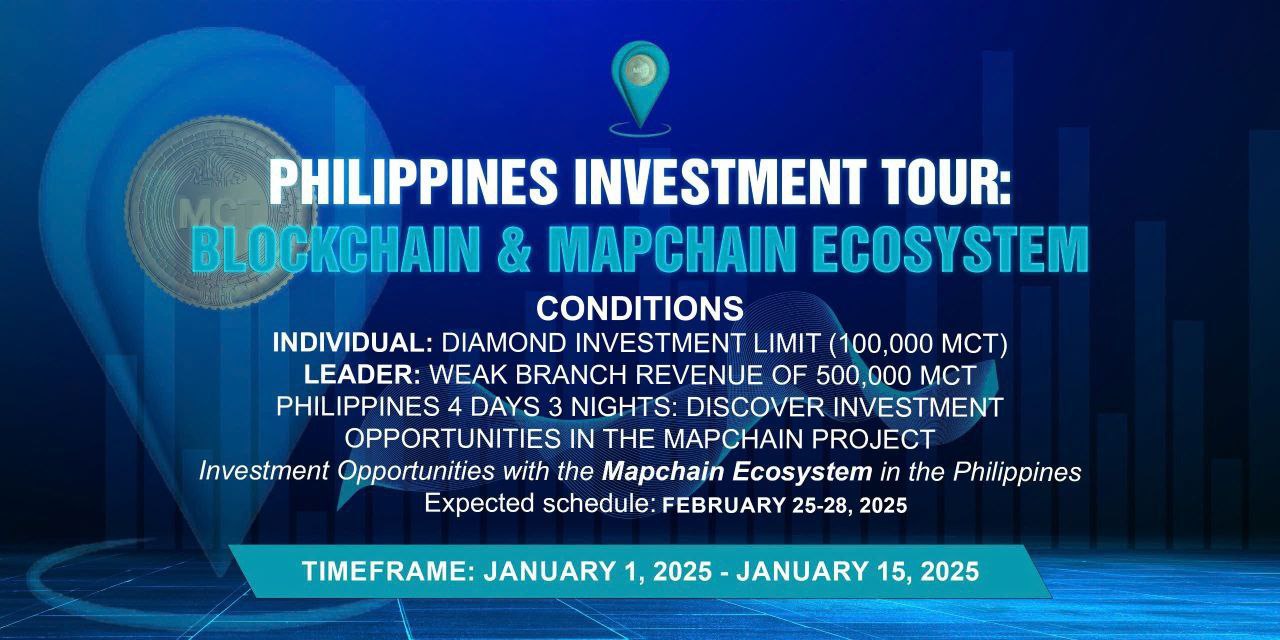 MCT
MCT
PHILIPPINES INVESTMENT TOUR:
BLOCKCHAIN & MAPCHAIN ECOSYSTEM
CONDITIONS
INDIVIDUAL: DIAMOND INVESTMENT LIMIT (100,000 MCT)
LEADER: WEAK BRANCH REVENUE OF 500,000 MCT
PHILIPPINES 4 DAYS 3 NIGHTS: DISCOVER INVESTMENT
OPPORTUNITIES IN THE MAPCHAIN PROJECT
Investment Opportunities with the Mapchain Ecosystem in the Philippines
Expected schedule: FEBRUARY 25-28, 2025
TIMEFRAME: JANUARY 1, 2025 - JANUARY 15, 2025